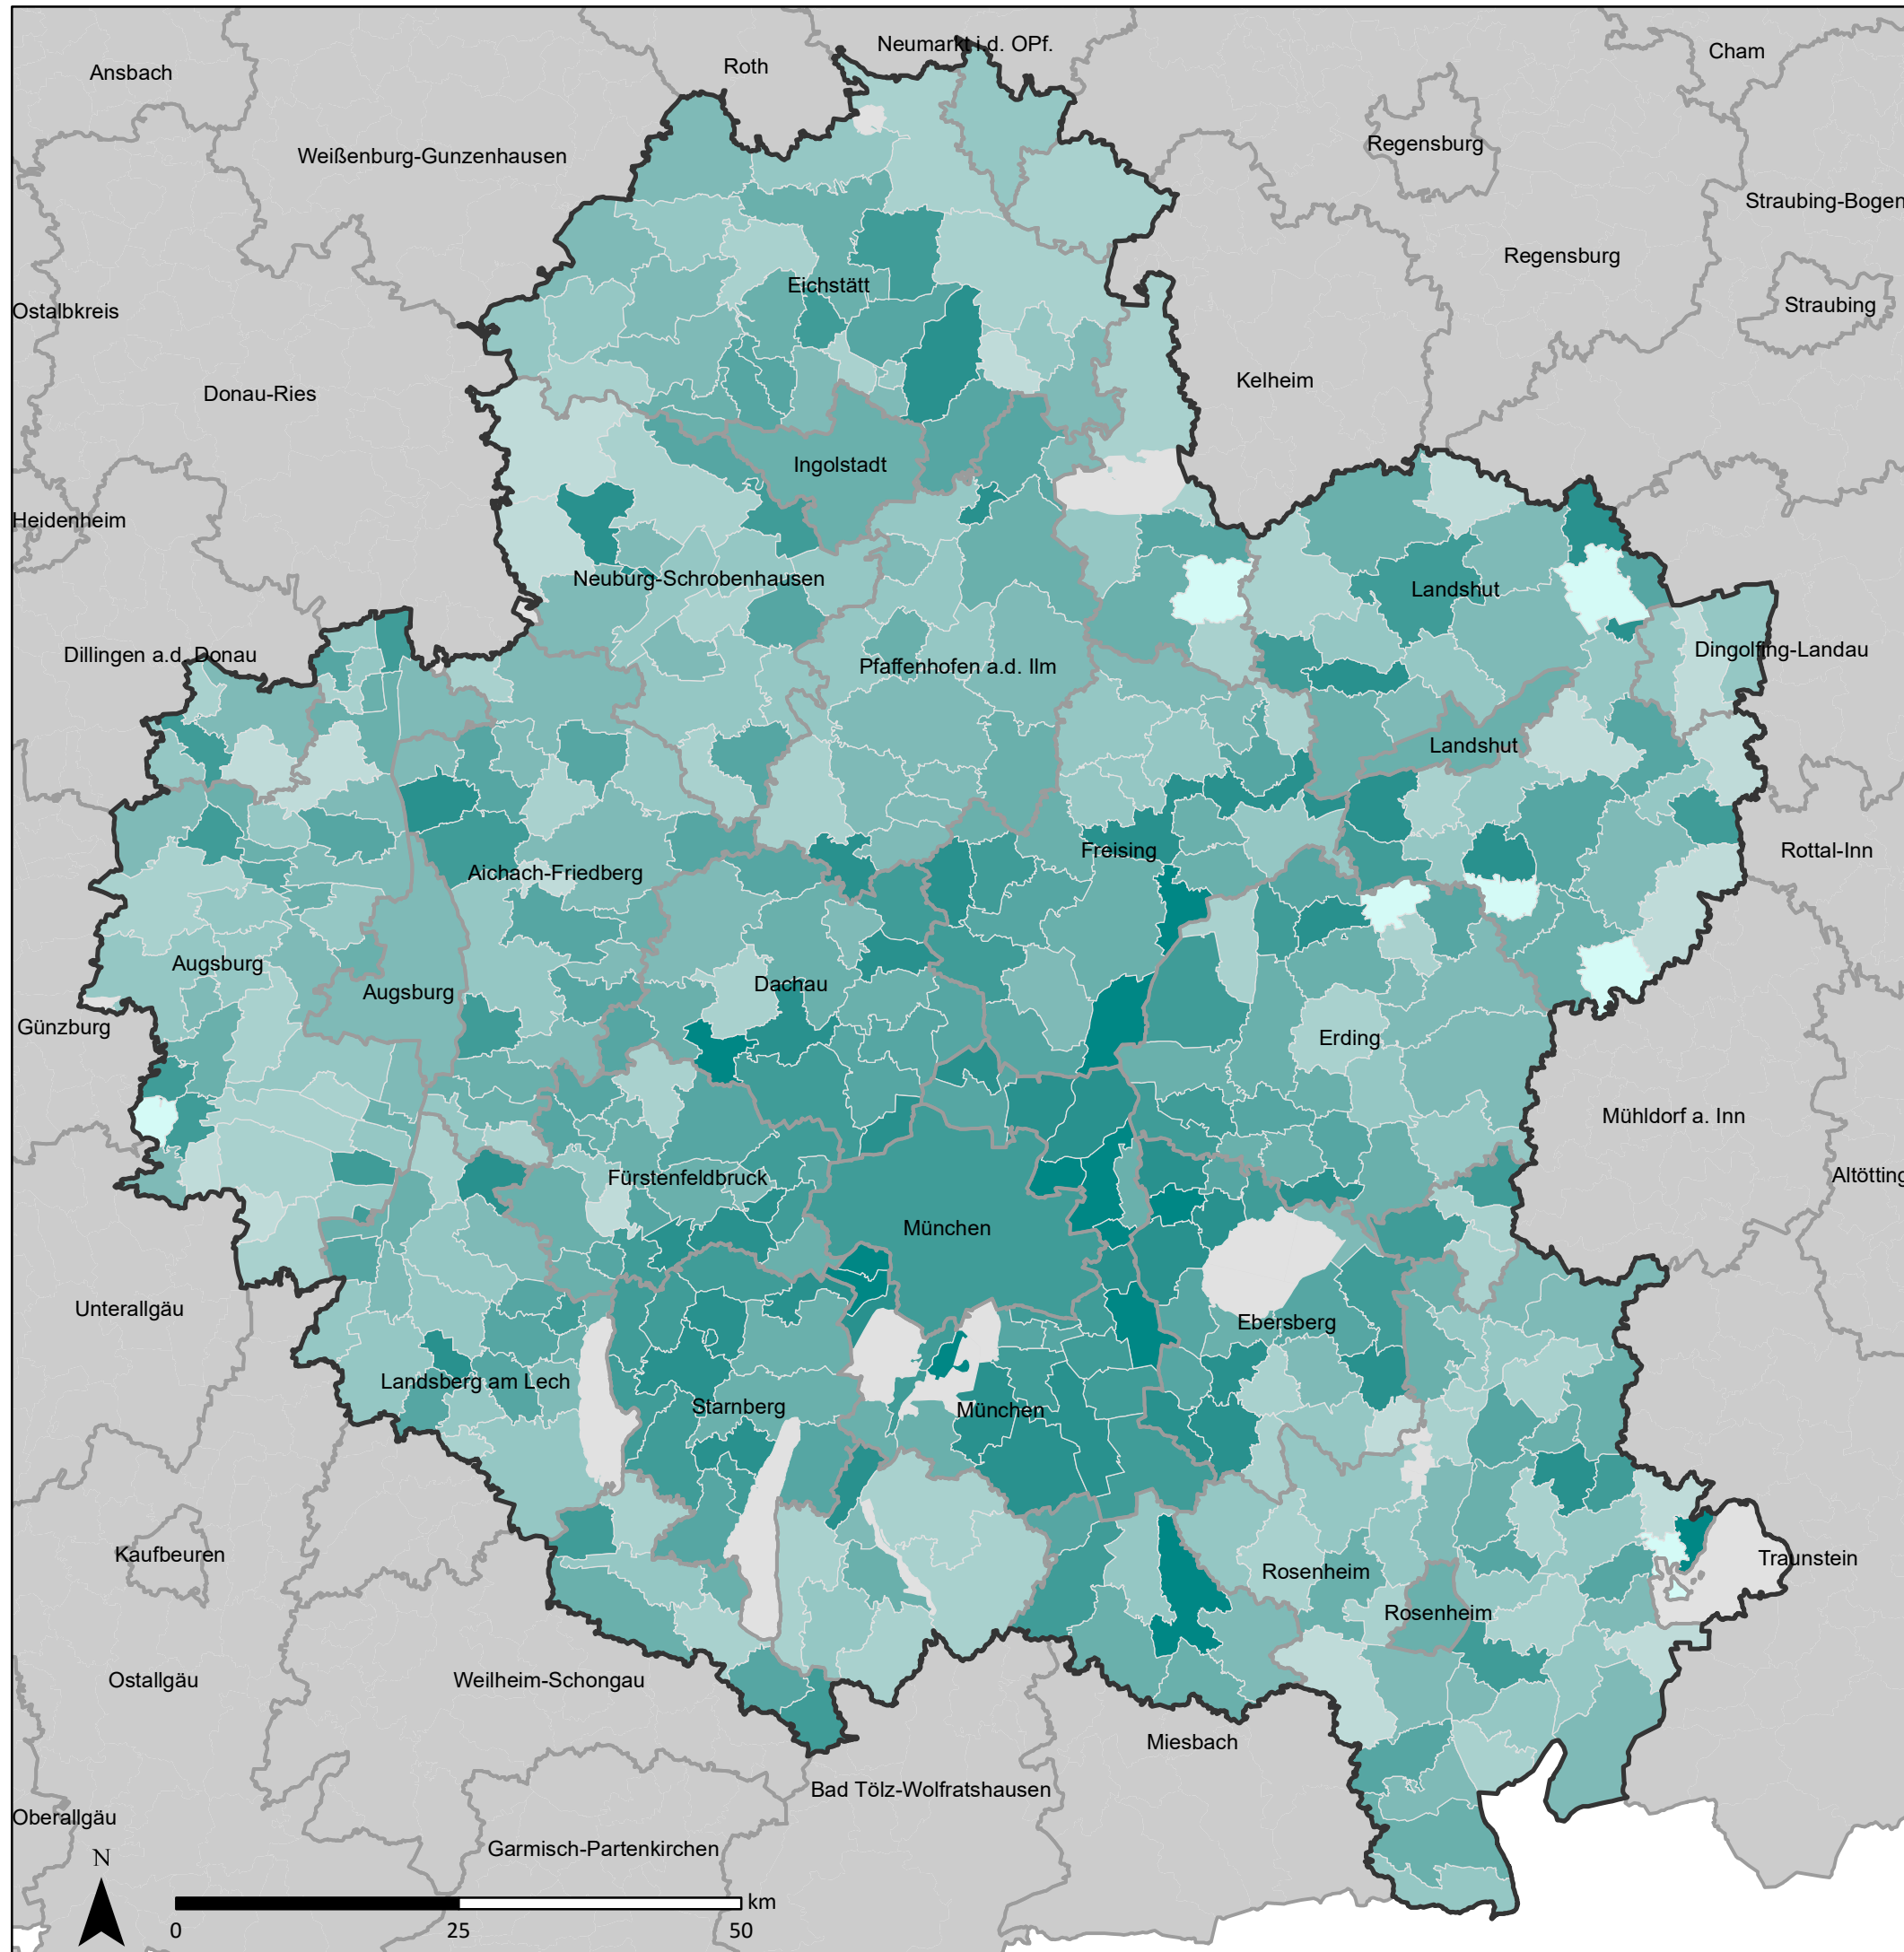 Neumarkt i.d. OPf.
Cham
Roth
Ansbach
Regensburg
Weißenburg-Gunzenhausen
Straubing-Bogen
Regensburg
Eichstätt
Straubing
Ostalbkreis
Kelheim
Donau-Ries
Ingolstadt
Heidenheim
Neuburg-Schrobenhausen
Landshut
Dingolfing-Landau
Dillingen a.d. Donau
Pfaffenhofen a.d. Ilm
Landshut
Freising
Rottal-Inn
Aichach-Friedberg
Augsburg
Augsburg
Dachau
Günzburg
Erding
Mühldorf a. Inn
Fürstenfeldbruck
Altötting
München
Unterallgäu
Ebersberg
Landsberg am Lech
Starnberg
München
Kaufbeuren
Traunstein
Rosenheim
Rosenheim
Ostallgäu
Weilheim-Schongau
Miesbach
Bad Tölz-Wolfratshausen
Oberallgäu
Garmisch-Partenkirchen
N
km
0 25 50